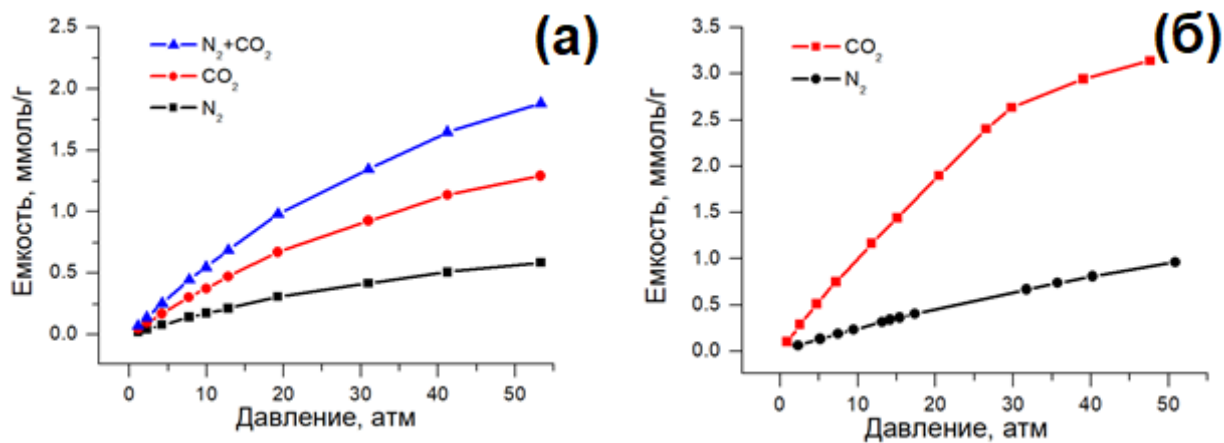 (а)
N₂+CO₂
CO₂
N₂
2.5
2.0
1.5
1.0
0.5
0.0
Емкость, ммоль/г
0 10 20 30 40 50
Давление, атм
(б)
CO₂
N₂
3.5
3.0
2.5
2.0
1.5
1.0
0.5
0.0
Емкость, ммоль/г
0 10 20 30 40 50
Давление, атм